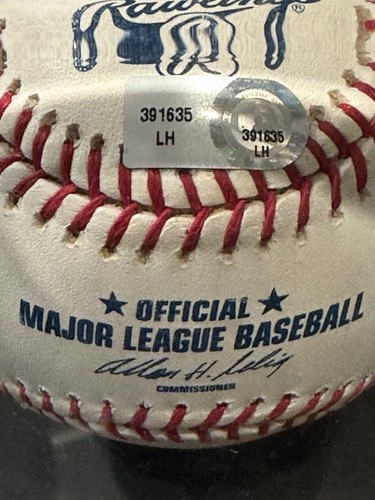 Rawlings®
R
391635
LH
391635
LH
★ OFFICIAL ★
MAJOR LEAGUE BASEBALL
Allan H. Selig
COMMISSIONER